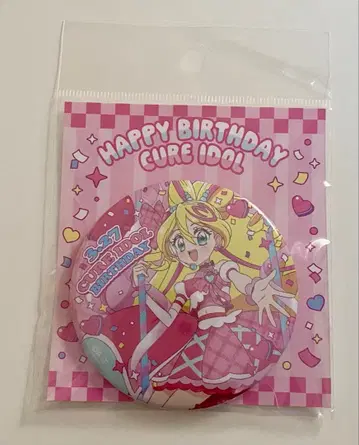 HAPPY BIRTHDAY
CURE IDOL
3.27
CURE IDOL
BIRTHDAY